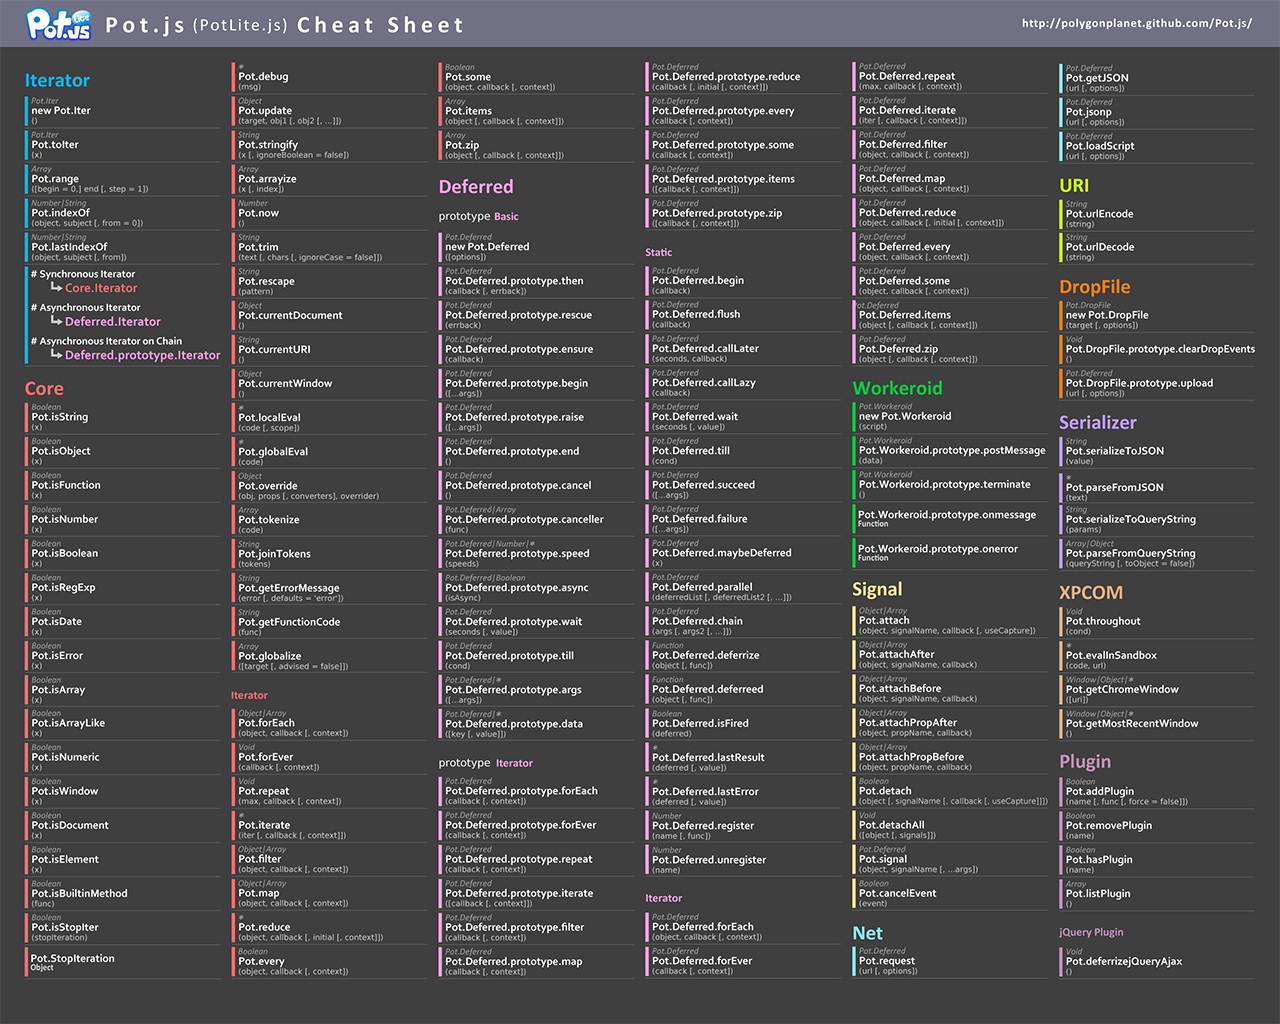 Pot.js Lite
Pot.js (PotLite.js) Cheat Sheet
http://polygonplanet.github.com/Pot.js/
Iterator
Pot.Iter
new Pot.Iter
()
Pot.Iter
Pot.toIter
(x)
Array
Pot.range
([begin = 0,] end [, step = 1])
Number|String
Pot.indexOf
(object, subject [, from = 0])
Number|String
Pot.lastIndexOf
(object, subject [, from])
# Synchronous Iterator
Core.Iterator
# Asynchronous Iterator
Deferred.Iterator
# Asynchronous Iterator on Chain
Deferred.prototype.Iterator
Core
Boolean
Pot.isString
(x)
Boolean
Pot.isObject
(x)
Boolean
Pot.isFunction
(x)
Boolean
Pot.isNumber
(x)
Boolean
Pot.isBoolean
(x)
Boolean
Pot.isRegExp
(x)
Boolean
Pot.isDate
(x)
Boolean
Pot.isError
(x)
Boolean
Pot.isArray
(x)
Boolean
Pot.isArrayLike
(x)
Boolean
Pot.isNumeric
(x)
Boolean
Pot.isWindow
(x)
Boolean
Pot.isDocument
(x)
Boolean
Pot.isElement
(x)
Boolean
Pot.isBuiltinMethod
(func)
Boolean
Pot.isStopIter
(stopIteration)
Pot.StopIteration
Object
*
Pot.debug
(msg)
Object
Pot.update
(target, obj1 [, obj2 [, ...]])
String
Pot.stringify
(x [, ignoreBoolean = false])
Array
Pot.arrayize
(x [, index])
Number
Pot.now
()
String
Pot.trim
(text [, chars [, ignoreCase = false]])
String
Pot.rescape
(pattern)
Object
Pot.currentDocument
()
String
Pot.currentURI
()
Object
Pot.currentWindow
()
*
Pot.localEval
(code [, scope])
*
Pot.globalEval
(code)
Object
Pot.override
(obj, props [, converters], overrider)
Array
Pot.tokenize
(code)
String
Pot.joinTokens
(tokens)
String
Pot.getErrorMessage
(error [, defaults = 'error'])
String
Pot.getFunctionCode
(func)
Array
Pot.globalize
([target [, advised = false]])
Iterator
Object|Array
Pot.forEach
(object, callback [, context])
Void
Pot.forEver
(callback [, context])
Void
Pot.repeat
(max, callback [, context])
*
Pot.iterate
(iter [, callback [, context]])
Object|Array
Pot.filter
(object, callback [, context])
Object|Array
Pot.map
(object, callback [, context])
*
Pot.reduce
(object, callback [, initial [, context]])
Boolean
Pot.every
(object, callback [, context])
Boolean
Pot.some
(object, callback [, context])
Array
Pot.items
(object [, callback [, context]])
Array
Pot.zip
(object [, callback [, context]])
Deferred
prototype Basic
Pot.Deferred
new Pot.Deferred
([options])
Pot.Deferred
Pot.Deferred.prototype.then
(callback [, errback])
Pot.Deferred
Pot.Deferred.prototype.rescue
(errback)
Pot.Deferred
Pot.Deferred.prototype.ensure
(callback)
Pot.Deferred
Pot.Deferred.prototype.begin
([...args])
Pot.Deferred
Pot.Deferred.prototype.raise
([...args])
Pot.Deferred
Pot.Deferred.prototype.end
()
Pot.Deferred
Pot.Deferred.prototype.cancel
()
Pot.Deferred|Array
Pot.Deferred.prototype.canceller
(func)
Pot.Deferred|Number|*
Pot.Deferred.prototype.speed
(speeds)
Pot.Deferred|Boolean
Pot.Deferred.prototype.async
(isAsync)
Pot.Deferred
Pot.Deferred.prototype.wait
(seconds [, value])
Pot.Deferred
Pot.Deferred.prototype.till
(cond)
Pot.Deferred|*
Pot.Deferred.prototype.args
([...args])
Pot.Deferred|*
Pot.Deferred.prototype.data
([key [, value]])
prototype Iterator
Pot.Deferred
Pot.Deferred.prototype.forEach
(callback [, context])
Pot.Deferred
Pot.Deferred.prototype.forEver
(callback [, context])
Pot.Deferred
Pot.Deferred.prototype.repeat
(callback [, context])
Pot.Deferred
Pot.Deferred.prototype.iterate
([callback [, context]])
Pot.Deferred
Pot.Deferred.prototype.filter
(callback [, context])
Pot.Deferred
Pot.Deferred.prototype.map
(callback [, context])
Pot.Deferred
Pot.Deferred.prototype.reduce
(callback [, initial [, context]])
Pot.Deferred
Pot.Deferred.prototype.every
(callback [, context])
Pot.Deferred
Pot.Deferred.prototype.some
(callback [, context])
Pot.Deferred
Pot.Deferred.prototype.items
([callback [, context]])
Pot.Deferred
Pot.Deferred.prototype.zip
([callback [, context]])
Static
Pot.Deferred
Pot.Deferred.begin
(callback)
Pot.Deferred
Pot.Deferred.flush
(callback)
Pot.Deferred
Pot.Deferred.callLater
(seconds, callback)
Pot.Deferred
Pot.Deferred.callLazy
(callback)
Pot.Deferred
Pot.Deferred.wait
(seconds [, value])
Pot.Deferred
Pot.Deferred.till
(cond)
Pot.Deferred
Pot.Deferred.succeed
([...args])
Pot.Deferred
Pot.Deferred.failure
([...args])
Pot.Deferred
Pot.Deferred.maybeDeferred
(x)
Pot.Deferred
Pot.Deferred.parallel
(deferredList [, deferredList2 [, ...]])
Pot.Deferred
Pot.Deferred.chain
(args [, args2 [, ...]])
Function
Pot.Deferred.deferrize
(object [, func])
Function
Pot.Deferred.deferreed
(object [, func])
Boolean
Pot.Deferred.isFired
(deferred)
*
Pot.Deferred.lastResult
(deferred [, value])
*
Pot.Deferred.lastError
(deferred [, value])
Number
Pot.Deferred.register
(name [, func])
Number
Pot.Deferred.unregister
(name)
Iterator
Pot.Deferred
Pot.Deferred.forEach
(object, callback [, context])
Pot.Deferred
Pot.Deferred.forEver
(callback [, context])
Pot.Deferred
Pot.Deferred.repeat
(max, callback [, context])
Pot.Deferred
Pot.Deferred.iterate
(iter [, callback [, context]])
Pot.Deferred
Pot.Deferred.filter
(object, callback [, context])
Pot.Deferred
Pot.Deferred.map
(object, callback [, context])
Pot.Deferred
Pot.Deferred.reduce
(object, callback [, initial [, context]])
Pot.Deferred
Pot.Deferred.every
(object, callback [, context])
Pot.Deferred
Pot.Deferred.some
(object, callback [, context])
Pot.Deferred
Pot.Deferred.items
(object [, callback [, context]])
Pot.Deferred
Pot.Deferred.zip
(object [, callback [, context]])
Workeroid
Pot.Workeroid
new Pot.Workeroid
(script)
Pot.Workeroid
Pot.Workeroid.prototype.postMessage
(data)
Pot.Workeroid
Pot.Workeroid.prototype.terminate
()
Pot.Workeroid.prototype.onmessage
Function
Pot.Workeroid.prototype.onerror
Function
Signal
Object|Array
Pot.attach
(object, signalName, callback [, useCapture])
Object|Array
Pot.attachAfter
(object, signalName, callback)
Object|Array
Pot.attachBefore
(object, signalName, callback)
Object|Array
Pot.attachPropAfter
(object, propName, callback)
Object|Array
Pot.attachPropBefore
(object, propName, callback)
Boolean
Pot.detach
(object [, signalName [, callback [, useCapture]]])
Void
Pot.detachAll
([object [, signals]])
Pot.Deferred
Pot.signal
(object, signalName [, ...args])
Boolean
Pot.cancelEvent
(event)
Net
Pot.Deferred
Pot.request
(url [, options])
Pot.Deferred
Pot.getJSON
(url [, options])
Pot.Deferred
Pot.jsonp
(url [, options])
Pot.Deferred
Pot.loadScript
(url [, options])
URI
String
Pot.urlEncode
(string)
String
Pot.urlDecode
(string)
DropFile
Pot.DropFile
new Pot.DropFile
(target [, options])
Void
Pot.DropFile.prototype.clearDropEvents
()
Pot.Deferred
Pot.DropFile.prototype.upload
(url [, options])
Serializer
String
Pot.serializeToJSON
(value)
*
Pot.parseFromJSON
(text)
String
Pot.serializeToQueryString
(params)
Array|Object
Pot.parseFromQueryString
(queryString [, toObject = false])
XPCOM
Void
Pot.throughout
(cond)
*
Pot.evalInSandbox
(code, url)
Window|Object|*
Pot.getChromeWindow
([uri])
Window|Object|*
Pot.getMostRecentWindow
()
Plugin
Boolean
Pot.addPlugin
(name [, func [, force = false]])
Boolean
Pot.removePlugin
(name)
Boolean
Pot.hasPlugin
(name)
Array
Pot.listPlugin
()
jQuery Plugin
Void
Pot.deferrizejQueryAjax
()